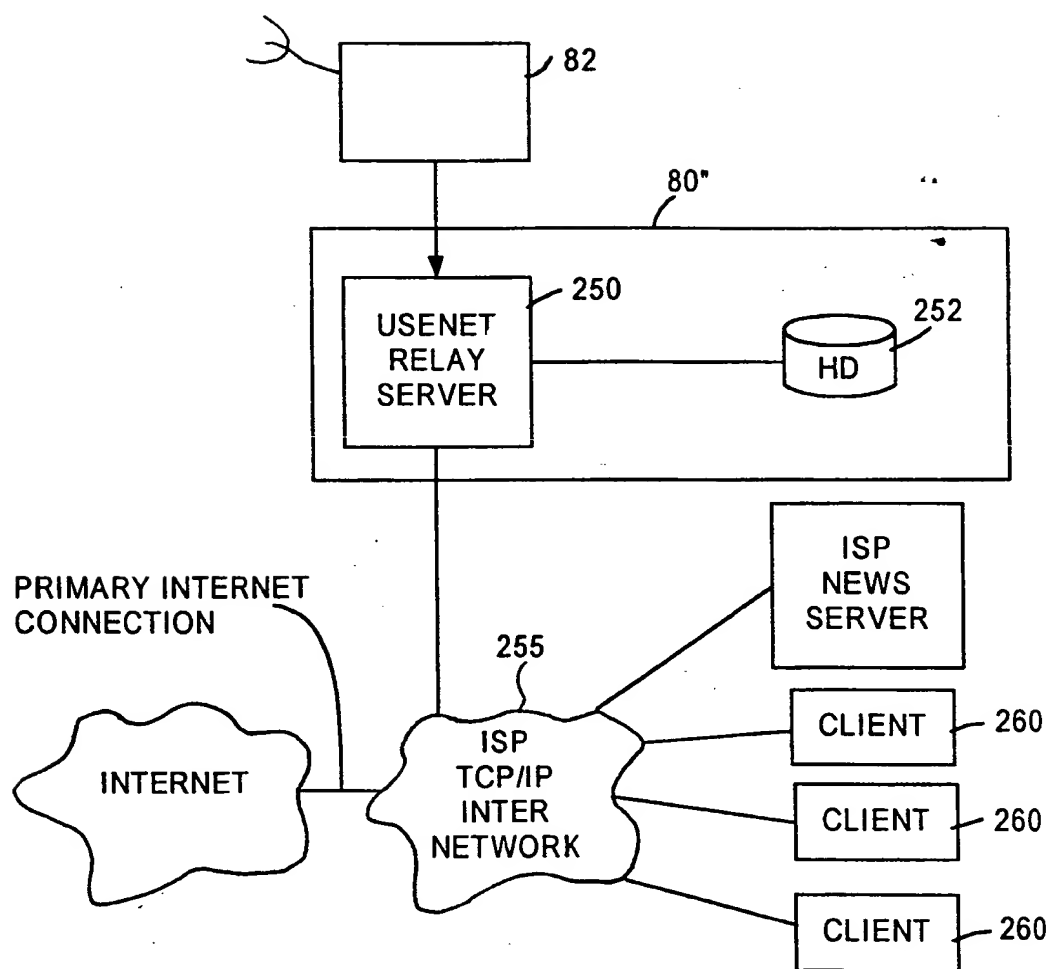 82
80"
USENET
RELAY
SERVER
250
HD
252
ISP
NEWS
SERVER
PRIMARY INTERNET
CONNECTION
255
INTERNET
ISP
TCP/IP
INTER
NETWORK
CLIENT
260
CLIENT
260
CLIENT
260